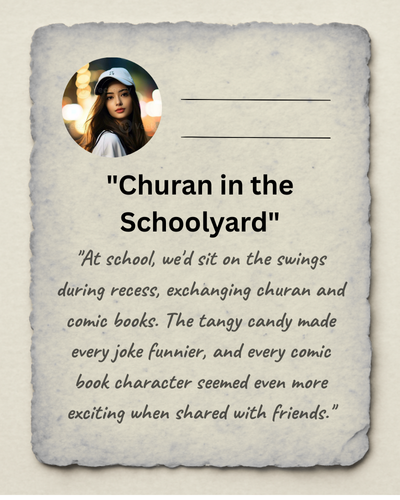 "Churan in the
Schoolyard"
"At school, we'd sit on the swings
during recess, exchanging churan and
comic books. The tangy candy made
every joke funnier, and every comic
book character seemed even more
exciting when shared with friends."